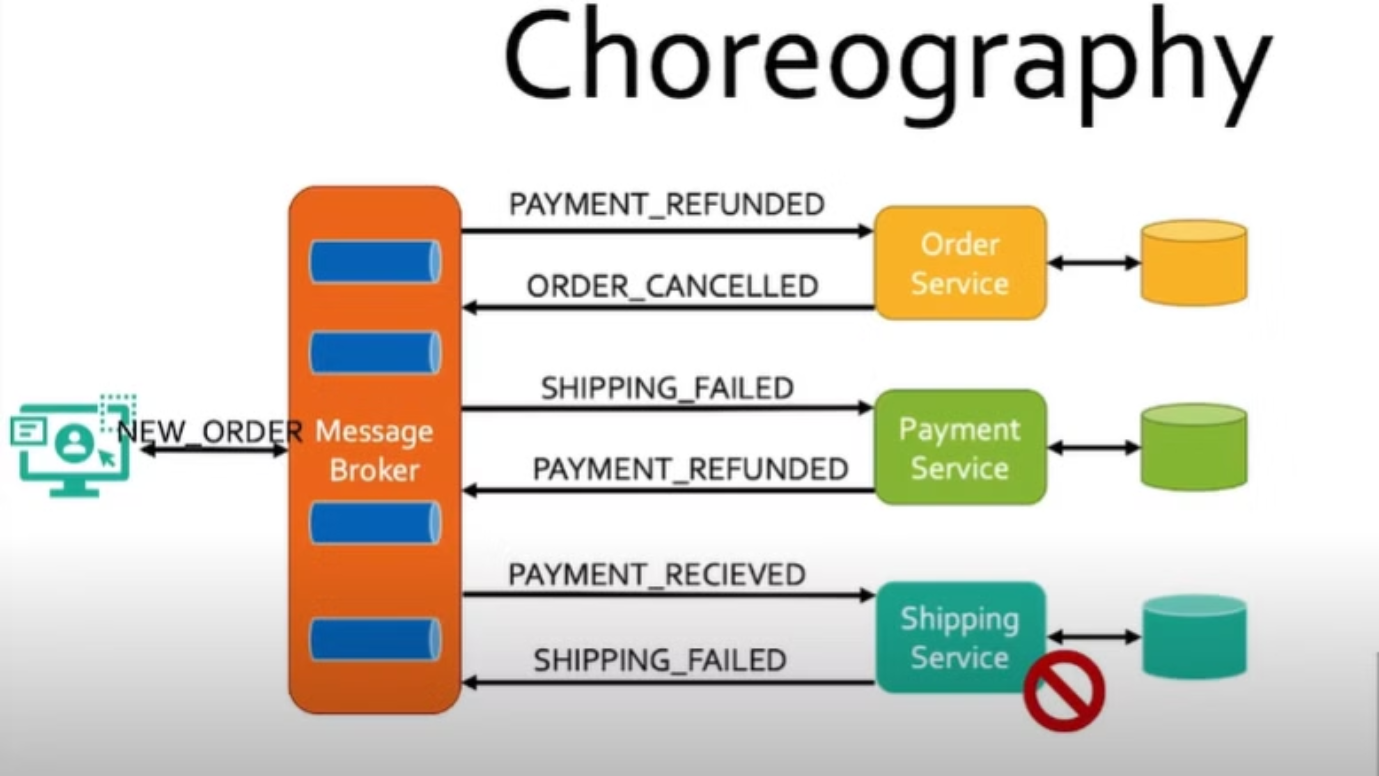 Choreography
PAYMENT_REFUNDED
Order
Service
ORDER_CANCELLED
SHIPPING_FAILED
NEW_ORDER
Message
Broker
Payment
Service
PAYMENT_REFUNDED
PAYMENT_RECIEVED
Shipping
Service
SHIPPING_FAILED